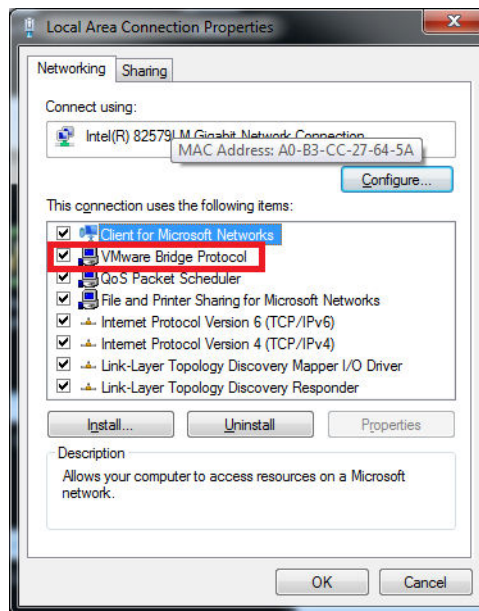 Local Area Connection Properties
Networking
Sharing
Connect using:
Intel(R) 82579LM Gigabit Network Connection
MAC Address: A0-B3-CC-27-64-5A
Configure...
This connection uses the following items:
Client for Microsoft Networks
VMware Bridge Protocol
QoS Packet Scheduler
File and Printer Sharing for Microsoft Networks
Internet Protocol Version 6 (TCP/IPv6)
Internet Protocol Version 4 (TCP/IPv4)
Link-Layer Topology Discovery Mapper I/O Driver
Link-Layer Topology Discovery Responder
Install...
Uninstall
Properties
Description
Allows your computer to access resources on a Microsoft
network.
OK
Cancel